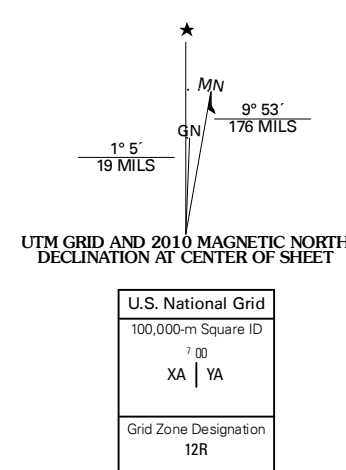 ★
MN
GN
9° 53´
176 MILS
1° 5´
19 MILS
UTM GRID AND 2010 MAGNETIC NORTH
DECLINATION AT CENTER OF SHEET
U.S. National Grid
100,000-m Square ID
7 00
XA YA
Grid Zone Designation
12R